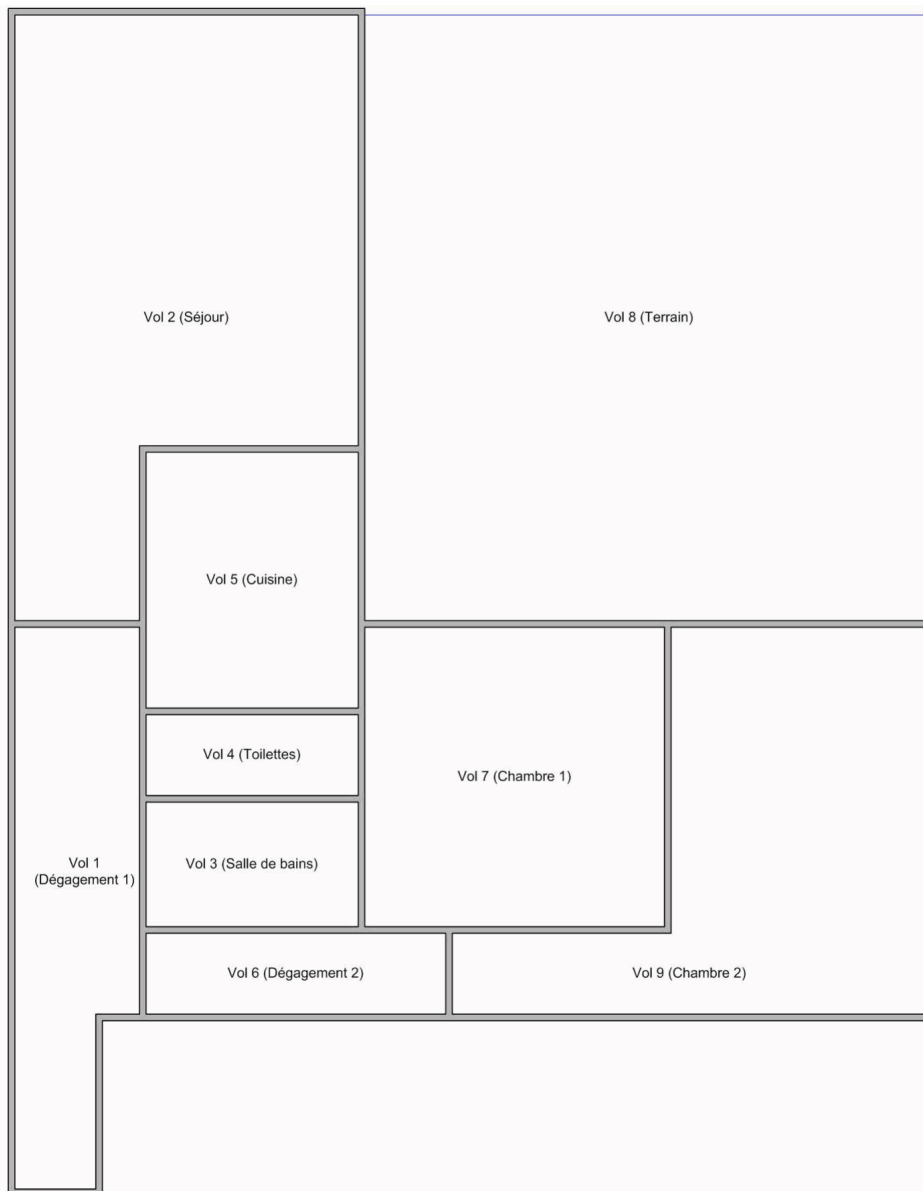 Vol 2 (Séjour)
Vol 8 (Terrain)
Vol 5 (Cuisine)
Vol 4 (Toilettes)
Vol 7 (Chambre 1)
Vol 1
(Dégagement 1)
Vol 3 (Salle de bains)
Vol 6 (Dégagement 2)
Vol 9 (Chambre 2)